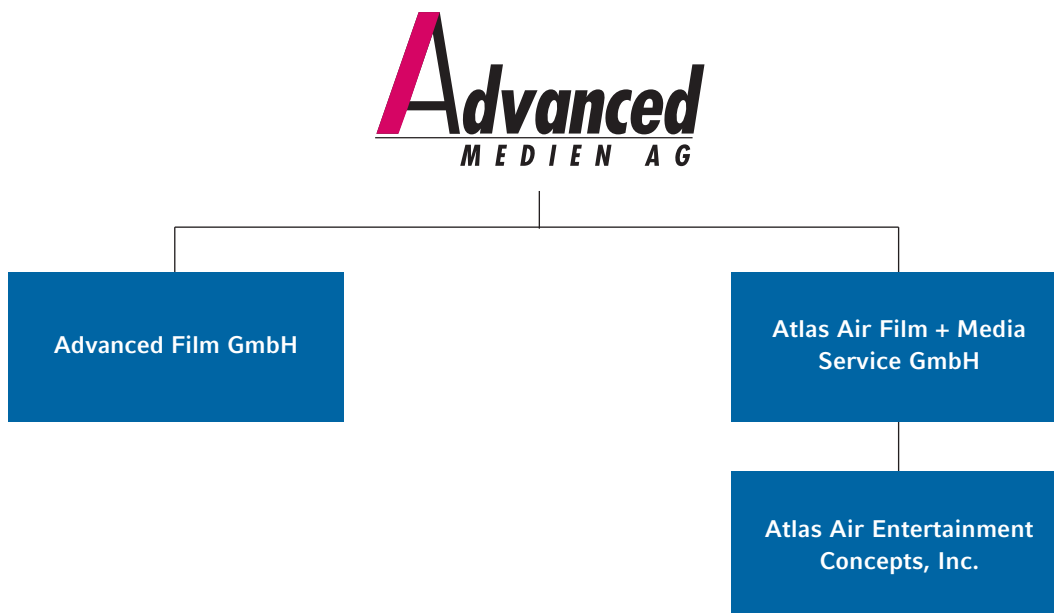 Advanced
MEDIEN AG
Advanced Film GmbH
Atlas Air Film + Media
Service GmbH
Atlas Air Entertainment
Concepts, Inc.